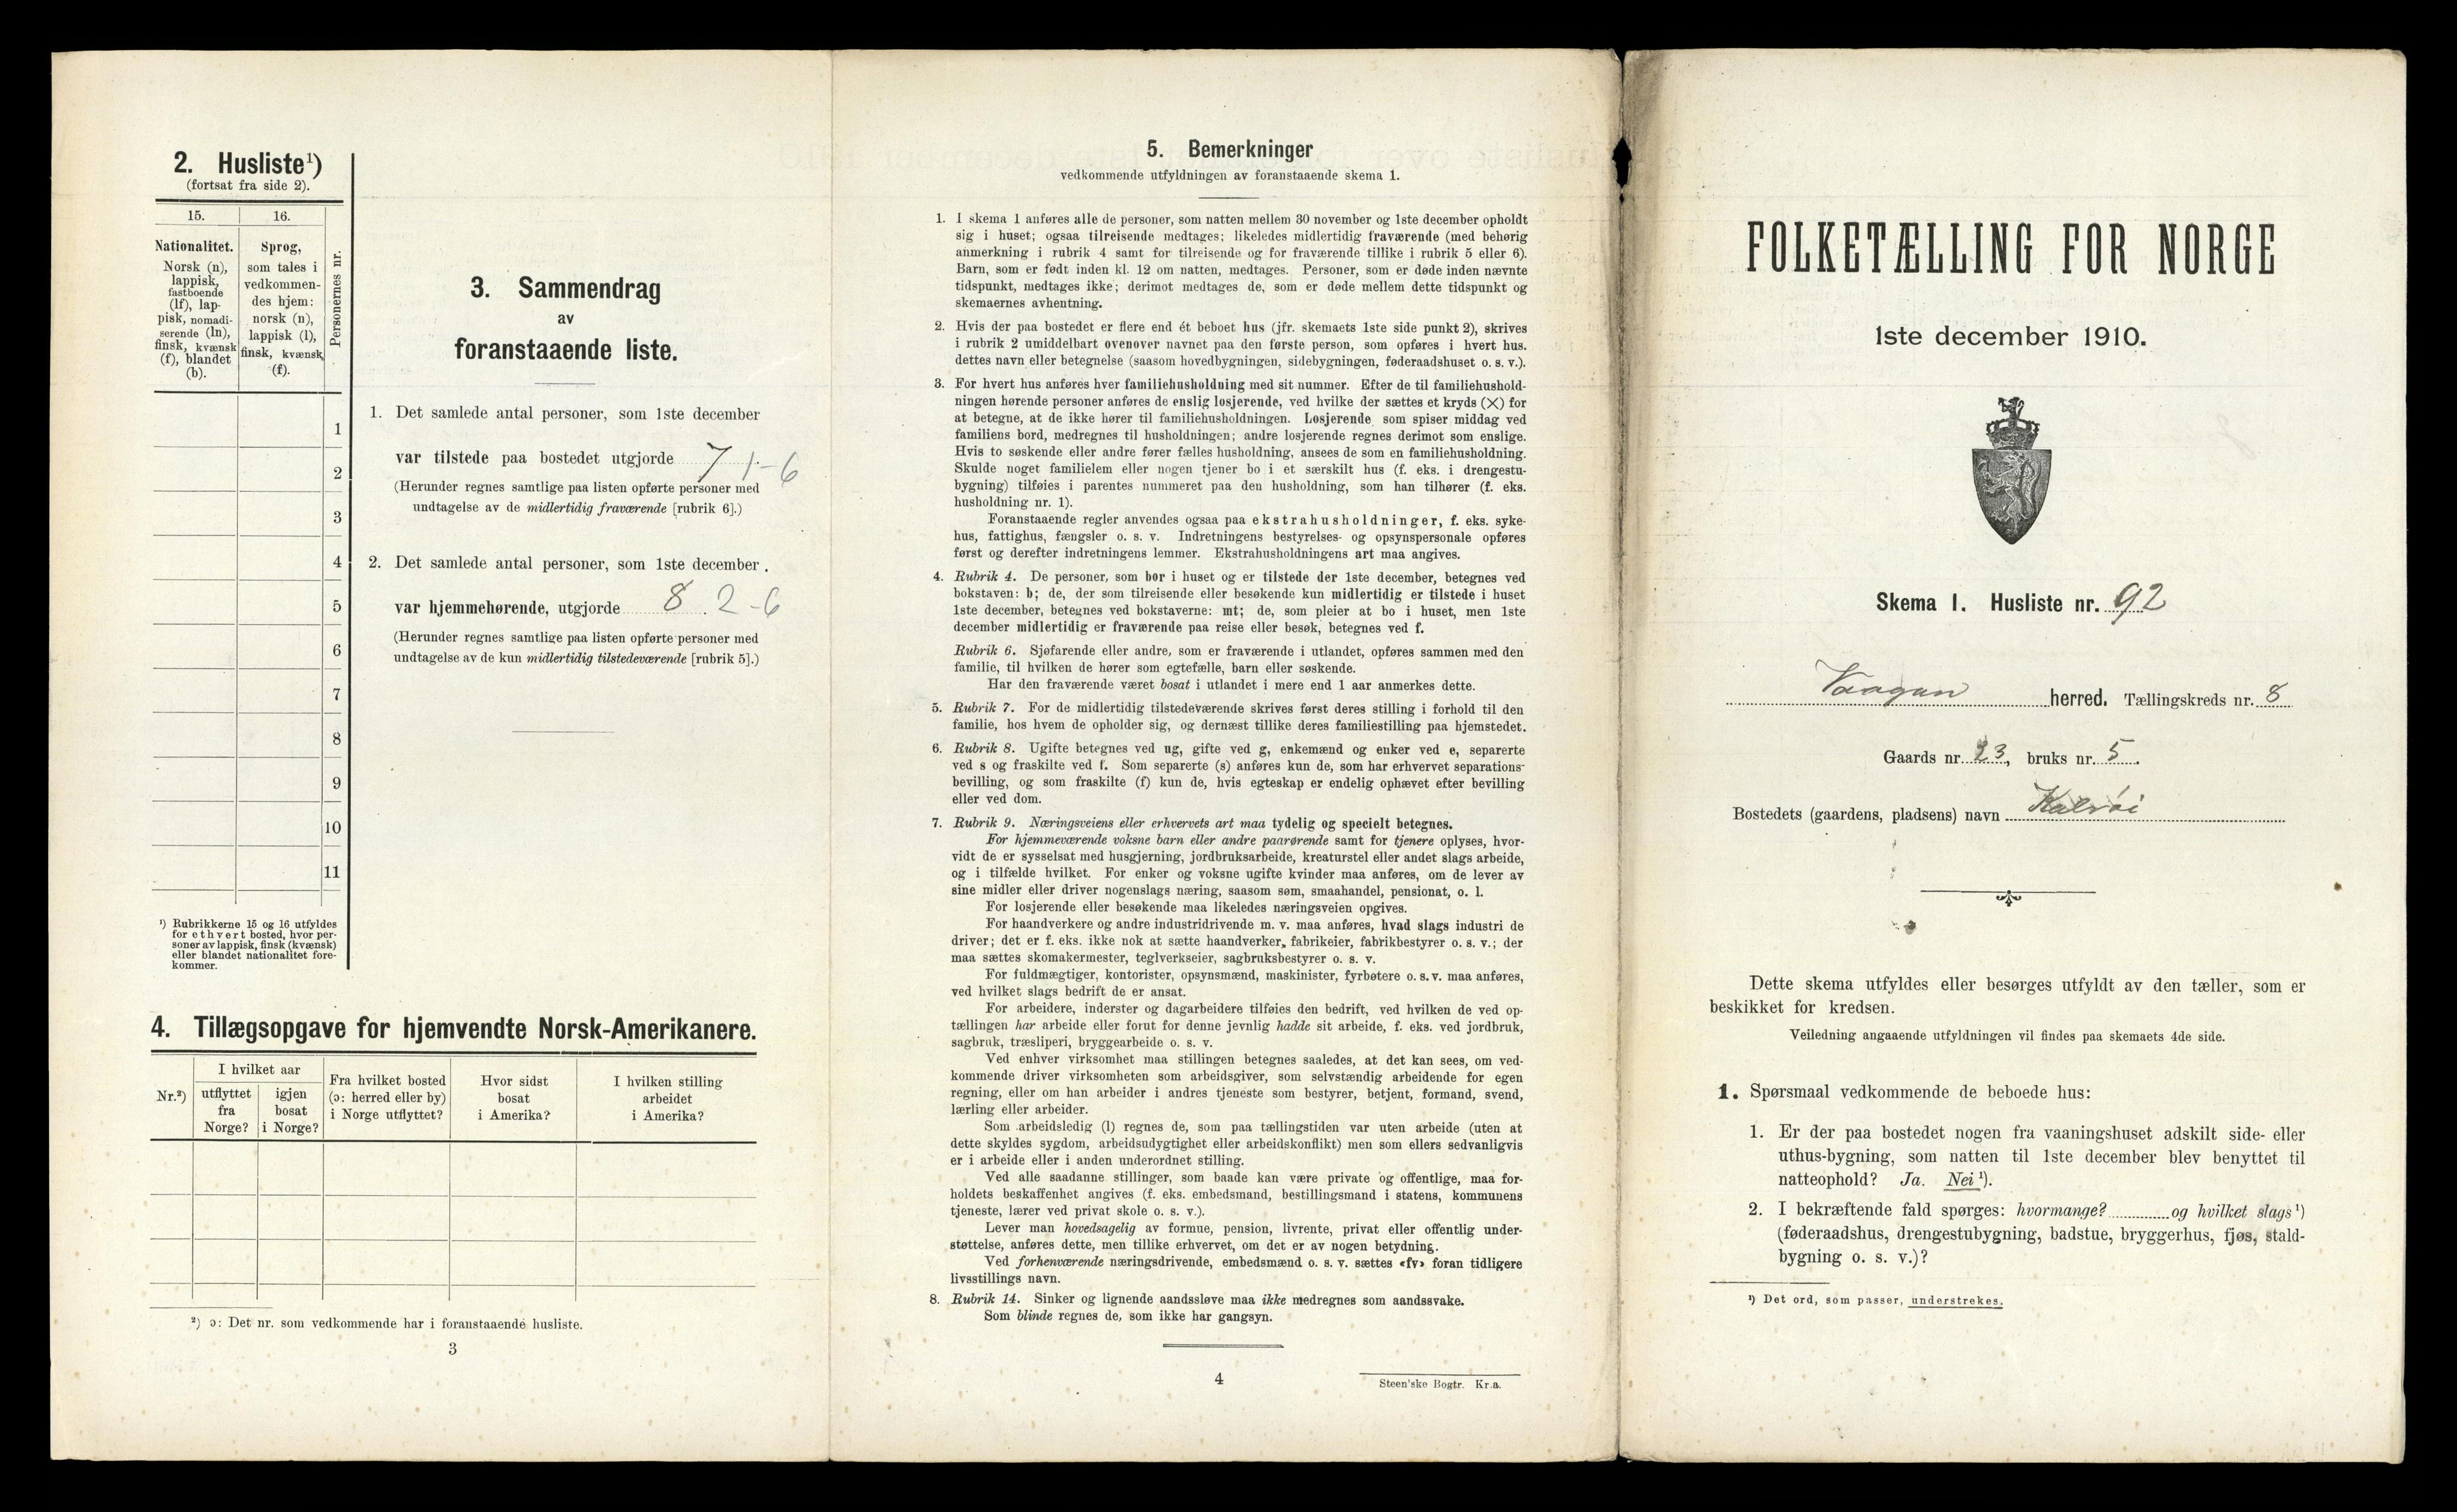 2. Husliste¹)
(fortsat fra side 2).
15. 16.
Nationalitet.
Norsk (n),
lappisk,
fastboende
(lf), lap-
pisk, nomadi-
serende (ln),
finsk, kvænsk
(f), blandet
(b).
Sprog,
som tales i
vedkommen-
des hjem:
norsk (n),
lappisk (l),
finsk, kvænsk
(f).
Personernes nr.
1
2
3
4
5
6
7
8
9
10
11
¹) Rubrikkerne 15 og 16 utfyldes
for ethvert bosted, hvor per-
soner av lappisk, finsk (kvænsk)
eller blandet nationalitet fore-
kommer.
3. Sammendrag
av
foranstaaende liste.
1. Det samlede antal personer, som 1ste december
var tilstede paa bostedet utgjorde 7 1-6
(Herunder regnes samtlige paa listen opførte personer med
undtagelse av de midlertidig fraværende [rubrik 6].)
2. Det samlede antal personer, som 1ste december
var hjemmehørende, utgjorde 8 2-6
(Herunder regnes samtlige paa listen opførte personer med
undtagelse av de kun midlertidig tilstedeværende [rubrik 5].)
4. Tillægsopgave for hjemvendte Norsk-Amerikanere.
Nr.²)
I hvilket aar
utflyttet
fra
Norge?
igjen
bosat
i Norge?
Fra hvilket bosted
(ɔ: herred eller by)
i Norge utflyttet?
Hvor sidst
bosat
i Amerika?
I hvilken stilling
arbeidet
i Amerika?
²) ɔ: Det nr. som vedkommende har i foranstaaende husliste.
3
5. Bemerkninger
vedkommende utfyldningen av foranstaaende skema 1.
1. I skema 1 anføres alle de personer, som natten mellem 30 november og 1ste december opholdt
sig i huset; ogsaa tilreisende medtages; likeledes midlertidig fraværende (med behørig
anmerkning i rubrik 4 samt for tilreisende og for fraværende tillike i rubrik 5 eller 6).
Barn, som er født inden kl. 12 om natten, medtages. Personer, som er døde inden nævnte
tidspunkt, medtages ikke; derimot medtages de, som er døde mellem dette tidspunkt og
skemaernes avhentning.
2. Hvis der paa bostedet er flere end ét beboet hus (jfr. skemaets 1ste side punkt 2), skrives
i rubrik 2 umiddelbart ovenover navnet paa den første person, som opføres i hvert hus.
dettes navn eller betegnelse (saasom hovedbygningen, sidebygningen, føderaadshuset o. s. v.).
3. For hvert hus anføres hver familiehusholdning med sit nummer. Efter de til familiehushold-
ningen hørende personer anføres de enslig losjerende, ved hvilke der sættes et kryds (×) for
at betegne, at de ikke hører til familiehusholdningen. Losjerende som spiser middag ved
familiens bord, medregnes til husholdningen; andre losjerende regnes derimot som enslige.
Hvis to søskende eller andre fører fælles husholdning, ansees de som en familiehusholdning.
Skulde noget familielem eller nogen tjener bo i et særskilt hus (f. eks. i drengestu-
bygning) tilføies i parentes nummeret paa den husholdning, som han tilhører (f. eks.
husholdning nr. 1).
Foranstaaende regler anvendes ogsaa paa ekstrahusholdninger, f. eks. syke-
hus, fattighus, fængsler o. s. v. Indretningens bestyrelses- og opsynspersonale opføres
først og derefter indretningens lemmer. Ekstrahusholdningens art maa angives.
4. Rubrik 4. De personer, som bor i huset og er tilstede der 1ste december, betegnes ved
bokstaven: b; de, der som tilreisende eller besøkende kun midlertidig er tilstede i huset
1ste december, betegnes ved bokstaverne: mt; de, som pleier at bo i huset, men 1ste
december midlertidig er fraværende paa reise eller besøk, betegnes ved f.
Rubrik 6. Sjøfarende eller andre, som er fraværende i utlandet, opføres sammen med den
familie, til hvilken de hører som egtefælle, barn eller søskende.
Har den fraværende været bosat i utlandet i mere end 1 aar anmerkes dette.
5. Rubrik 7. For de midlertidig tilstedeværende skrives først deres stilling i forhold til den
familie, hos hvem de opholder sig, og dernæst tillike deres familiestilling paa hjemstedet.
6. Rubrik 8. Ugifte betegnes ved ug, gifte ved g, enkemænd og enker ved e, separerte
ved s og fraskilte ved f. Som separerte (s) anføres kun de, som har erhvervet separations-
bevilling, og som fraskilte (f) kun de, hvis egteskap er endelig ophævet efter bevilling
eller ved dom.
7. Rubrik 9. Næringsveiens eller erhvervets art maa tydelig og specielt betegnes.
For hjemmeværende voksne barn eller andre paarørende samt for tjenere oplyses, hvor-
vidt de er sysselsat med husgjerning, jordbruksarbeide, kreaturstel eller andet slags arbeide,
og i tilfælde hvilket. For enker og voksne ugifte kvinder maa anføres, om de lever av
sine midler eller driver nogenslags næring, saasom søm, smaahandel, pensionat, o. l.
For losjerende eller besøkende maa likeledes næringsveien opgives.
For haandverkere og andre industridrivende m. v. maa anføres, hvad slags industri de
driver; det er f. eks. ikke nok at sætte haandverker, fabrikeier, fabrikbestyrer o. s. v.; der
maa sættes skomakermester, teglverkseier, sagbruksbestyrer o. s. v.
For fuldmægtiger, kontorister, opsynsmænd, maskinister, fyrbøtere o. s. v. maa anføres,
ved hvilket slags bedrift de er ansat.
For arbeidere, inderster og dagarbeidere tilføies den bedrift, ved hvilken de ved op-
tællingen har arbeide eller forut for denne jevnlig hadde sit arbeide, f. eks. ved jordbruk,
sagbruk, træsliperi, bryggearbeide o. s. v.
Ved enhver virksomhet maa stillingen betegnes saaledes, at det kan sees, om ved-
kommende driver virksomheten som arbeidsgiver, som selvstændig arbeidende for egen
regning, eller om han arbeider i andres tjeneste som bestyrer, betjent, formand, svend,
lærling eller arbeider.
Som arbeidsledig (l) regnes de, som paa tællingstiden var uten arbeide (uten at
dette skyldes sygdom, arbeidsudygtighet eller arbeidskonflikt) men som ellers sedvanligvis
er i arbeide eller i anden underordnet stilling.
Ved alle saadanne stillinger, som baade kan være private og offentlige, maa for-
holdets beskaffenhet angives (f. eks. embedsmand, bestillingsmand i statens, kommunens
tjeneste, lærer ved privat skole o. s. v.).
Lever man hovedsagelig av formue, pension, livrente, privat eller offentlig under-
støttelse, anføres dette, men tillike erhvervet, om det er av nogen betydning.
Ved forhenværende næringsdrivende, embedsmænd o. s. v. sættes «fv» foran tidligere
livsstillings navn.
8. Rubrik 14. Sinker og lignende aandssløve maa ikke medregnes som aandssvake.
Som blinde regnes de, som ikke har gangsyn.
4
Steen'ske Bogtr. Kr.a.
FOLKETÆLLING FOR NORGE
1ste december 1910.
Skema 1. Husliste nr. 92
Vaagan herred. Tællingskreds nr. 8
Gaards nr. 23, bruks nr. 5.
Bostedets (gaardens, pladsens) navn Kalvöi
Dette skema utfyldes eller besørges utfyldt av den tæller, som er
beskikket for kredsen.
Veiledning angaaende utfyldningen vil findes paa skemaets 4de side.
1. Spørsmaal vedkommende de beboede hus:
1. Er der paa bostedet nogen fra vaaningshuset adskilt side- eller
uthus-bygning, som natten til 1ste december blev benyttet til
natteophold? Ja. Nei ¹).
2. I bekræftende fald spørges: hvormange? og hvilket slags ¹)
(føderaadshus, drengestubygning, badstue, bryggerhus, fjøs, stald-
bygning o. s. v.)?
¹) Det ord, som passer, understrekes.